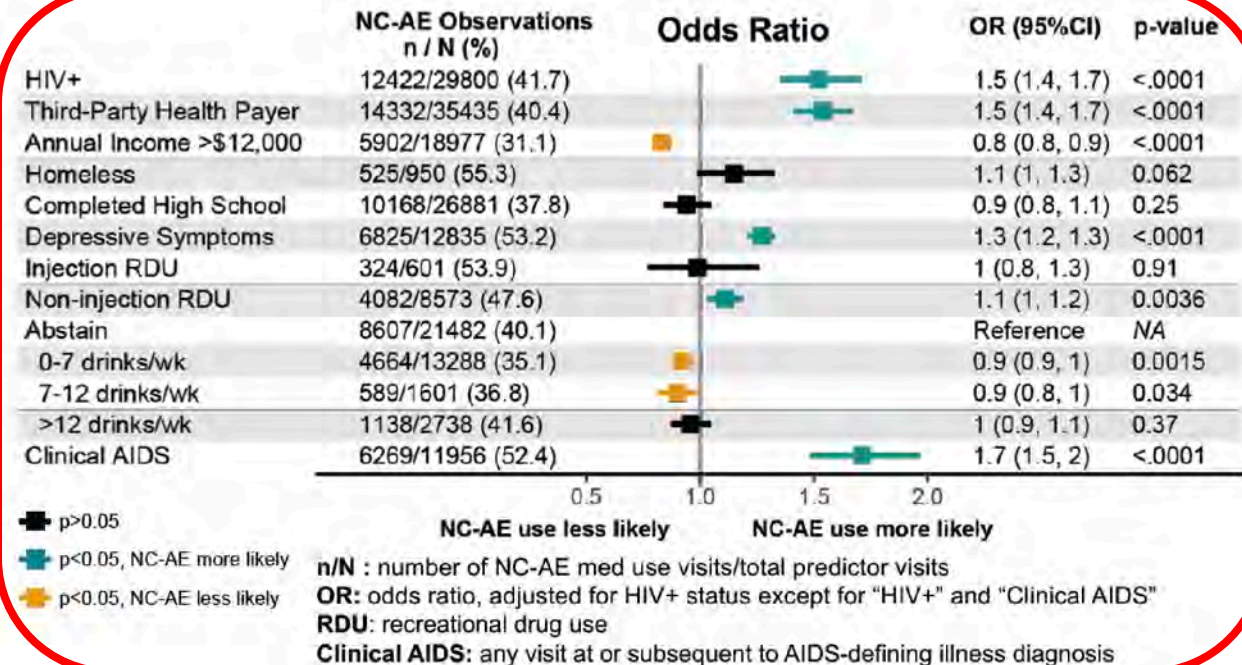 NC-AE Observations n / N (%) Odds Ratio OR (95%CI) p-value
HIV+ 12422/29800 (41.7) 1.5 (1.4, 1.7) <.0001
Third-Party Health Payer 14332/35435 (40.4) 1.5 (1.4, 1.7) <.0001
Annual Income >$12,000 5902/18977 (31.1) 0.8 (0.8, 0.9) <.0001
Homeless 525/950 (55.3) 1.1 (1, 1.3) 0.062
Completed High School 10168/26881 (37.8) 0.9 (0.8, 1.1) 0.25
Depressive Symptoms 6825/12835 (53.2) 1.3 (1.2, 1.3) <.0001
Injection RDU 324/601 (53.9) 1 (0.8, 1.3) 0.91
Non-injection RDU 4082/8573 (47.6) 1.1 (1, 1.2) 0.0036
Abstain 8607/21482 (40.1) Reference NA
0-7 drinks/wk 4664/13288 (35.1) 0.9 (0.9, 1) 0.0015
7-12 drinks/wk 589/1601 (36.8) 0.9 (0.8, 1) 0.034
>12 drinks/wk 1138/2738 (41.6) 1 (0.9, 1.1) 0.37
Clinical AIDS 6269/11956 (52.4) 1.7 (1.5, 2) <.0001
0.5 1.0 1.5 2.0
NC-AE use less likely NC-AE use more likely
p>0.05
p<0.05, NC-AE more likely
p<0.05, NC-AE less likely
n/N : number of NC-AE med use visits/total predictor visits
OR: odds ratio, adjusted for HIV+ status except for “HIV+” and “Clinical AIDS”
RDU: recreational drug use
Clinical AIDS: any visit at or subsequent to AIDS-defining illness diagnosis